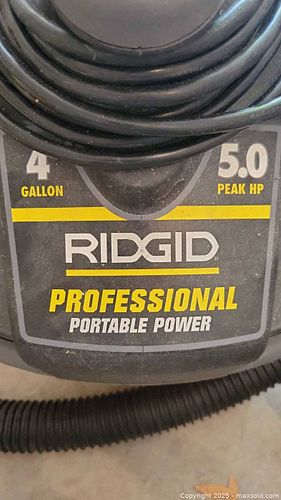 4 5.0
GALLON PEAK HP
RIDGID
PROFESSIONAL
PORTABLE POWER
Copyright © 2025 - maxsold.com